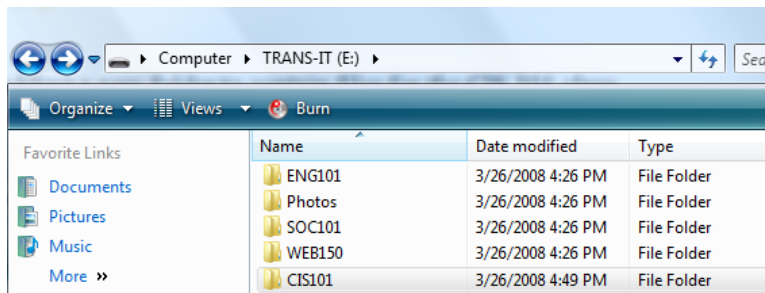 Computer TRANS-IT (E:)
Organize Views Burn
Favorite Links
Documents
Pictures
Music
More »
Name Date modified Type
ENG101 3/26/2008 4:26 PM File Folder
Photos 3/26/2008 4:26 PM File Folder
SOC101 3/26/2008 4:26 PM File Folder
WEB150 3/26/2008 4:26 PM File Folder
CIS101 3/26/2008 4:49 PM File Folder